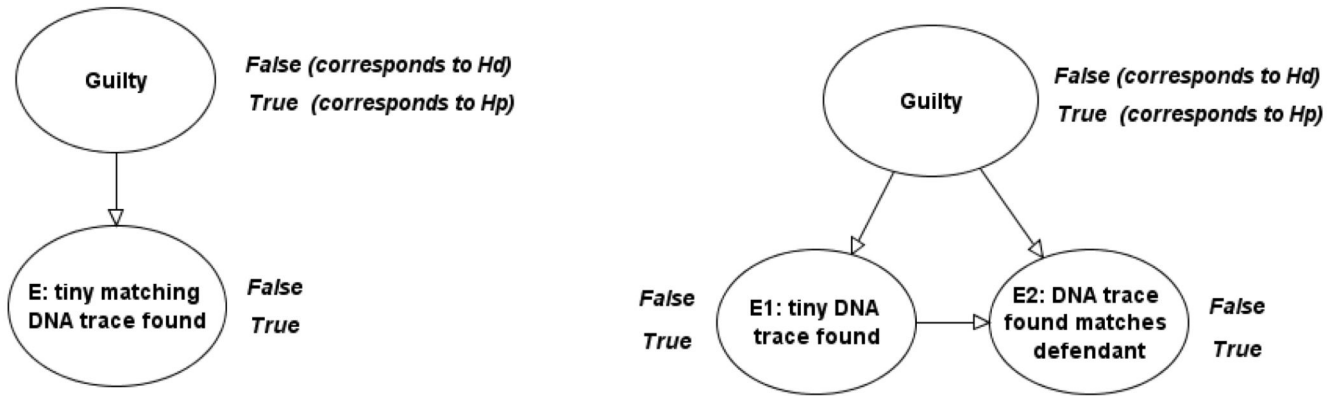 Guilty
False (corresponds to Hd)
True (corresponds to Hp)
E: tiny matching
DNA trace found
False
True
Guilty
False (corresponds to Hd)
True (corresponds to Hp)
False
True
E1: tiny DNA
trace found
E2: DNA trace
found matches
defendant
False
True